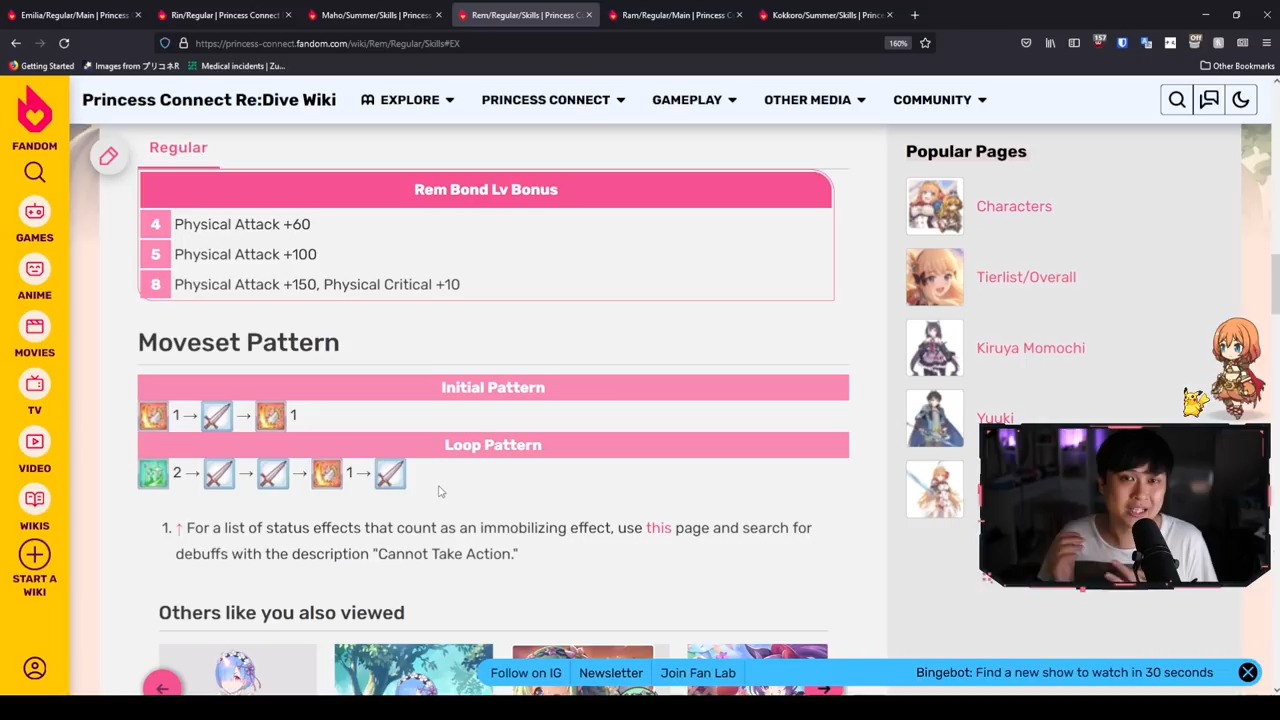 Emilia/Regular/Main | Princess C
Rin/Regular | Princess Connect
Maho/Summer/Skills | Princess
Rem/Regular/Skills | Princess C
Ram/Regular/Main | Princess C
Kokkoro/Summer/Skills | Princess
https://princess-connect.fandom.com/wiki/Rem/Regular/Skills#EX
160%
157
Off
Getting Started
Images from プリコネR
Medical incidents | Zu...
Other Bookmarks
Princess Connect Re:Dive Wiki
EXPLORE
PRINCESS CONNECT
GAMEPLAY
OTHER MEDIA
COMMUNITY
FANDOM
GAMES
ANIME
MOVIES
TV
VIDEO
WIKIS
START A
WIKI
Regular
Rem Bond Lv Bonus
4 Physical Attack +60
5 Physical Attack +100
8 Physical Attack +150, Physical Critical +10
Moveset Pattern
Initial Pattern
1 → → 1
Loop Pattern
2 → → → 1 →
1. ↑ For a list of status effects that count as an immobilizing effect, use this page and search for
debuffs with the description "Cannot Take Action."
Others like you also viewed
Popular Pages
Characters
Tierlist/Overall
Kiruya Momochi
Yuuki
Follow on IG
Newsletter
Join Fan Lab
Bingebot: Find a new show to watch in 30 seconds